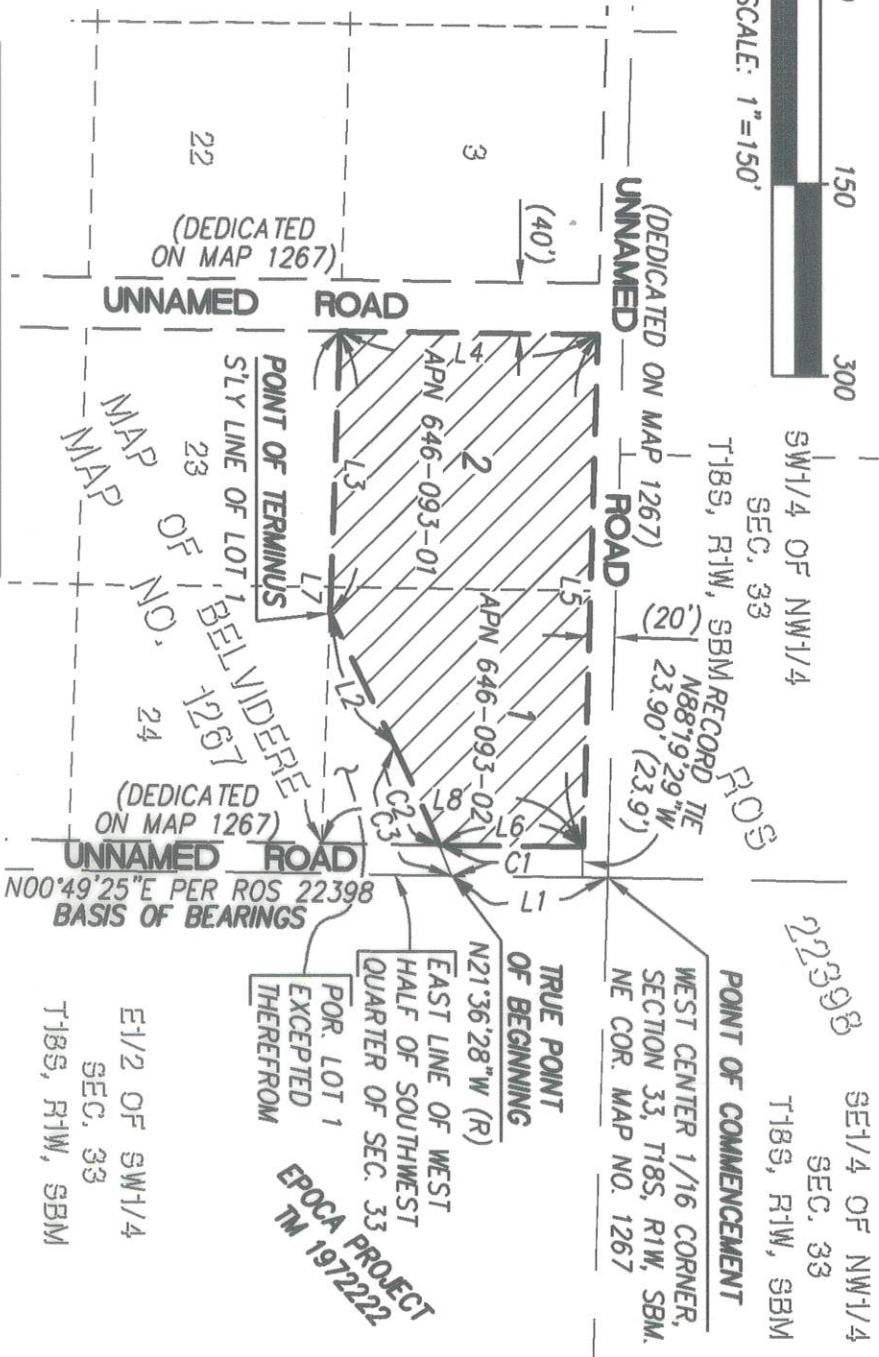 150
300
SCALE: 1"=150'
SW1/4 OF NW1/4
SEC. 33
T18S, R1W, SBM
SE1/4 OF NW1/4
SEC. 33
T18S, R1W, SBM
ROS
22398
POINT OF COMMENCEMENT
WEST CENTER 1/16 CORNER,
SECTION 33, T18S, R1W, SBM.
NE COR. MAP NO. 1267
RECORD TIE
N88°19'29"W
23.90' (23.9')
(DEDICATED ON MAP 1267)
UNNAMED ROAD
(20')
(40')
3
22
(DEDICATED
ON MAP 1267)
UNNAMED ROAD
L4
L5
2
APN 646-093-01
1
APN 646-093-02
L6
C1
L1
L8
C2
C3
L2
L3
L7
TRUE POINT
OF BEGINNING
N21°36'28"W (R)
EAST LINE OF WEST
HALF OF SOUTHWEST
QUARTER OF SEC. 33
POR. LOT 1
EXCEPTED
THEREFROM
POINT OF TERMINUS
S'LY LINE OF LOT 1
23
24
MAP OF BELVIDERE
MAP NO. 1267
(DEDICATED
ON MAP 1267)
UNNAMED ROAD
N00°49'25"E PER ROS 22398
BASIS OF BEARINGS
EPOCA PROJECT
TM 1972222
E1/2 OF SW1/4
SEC. 33
T18S, R1W, SBM